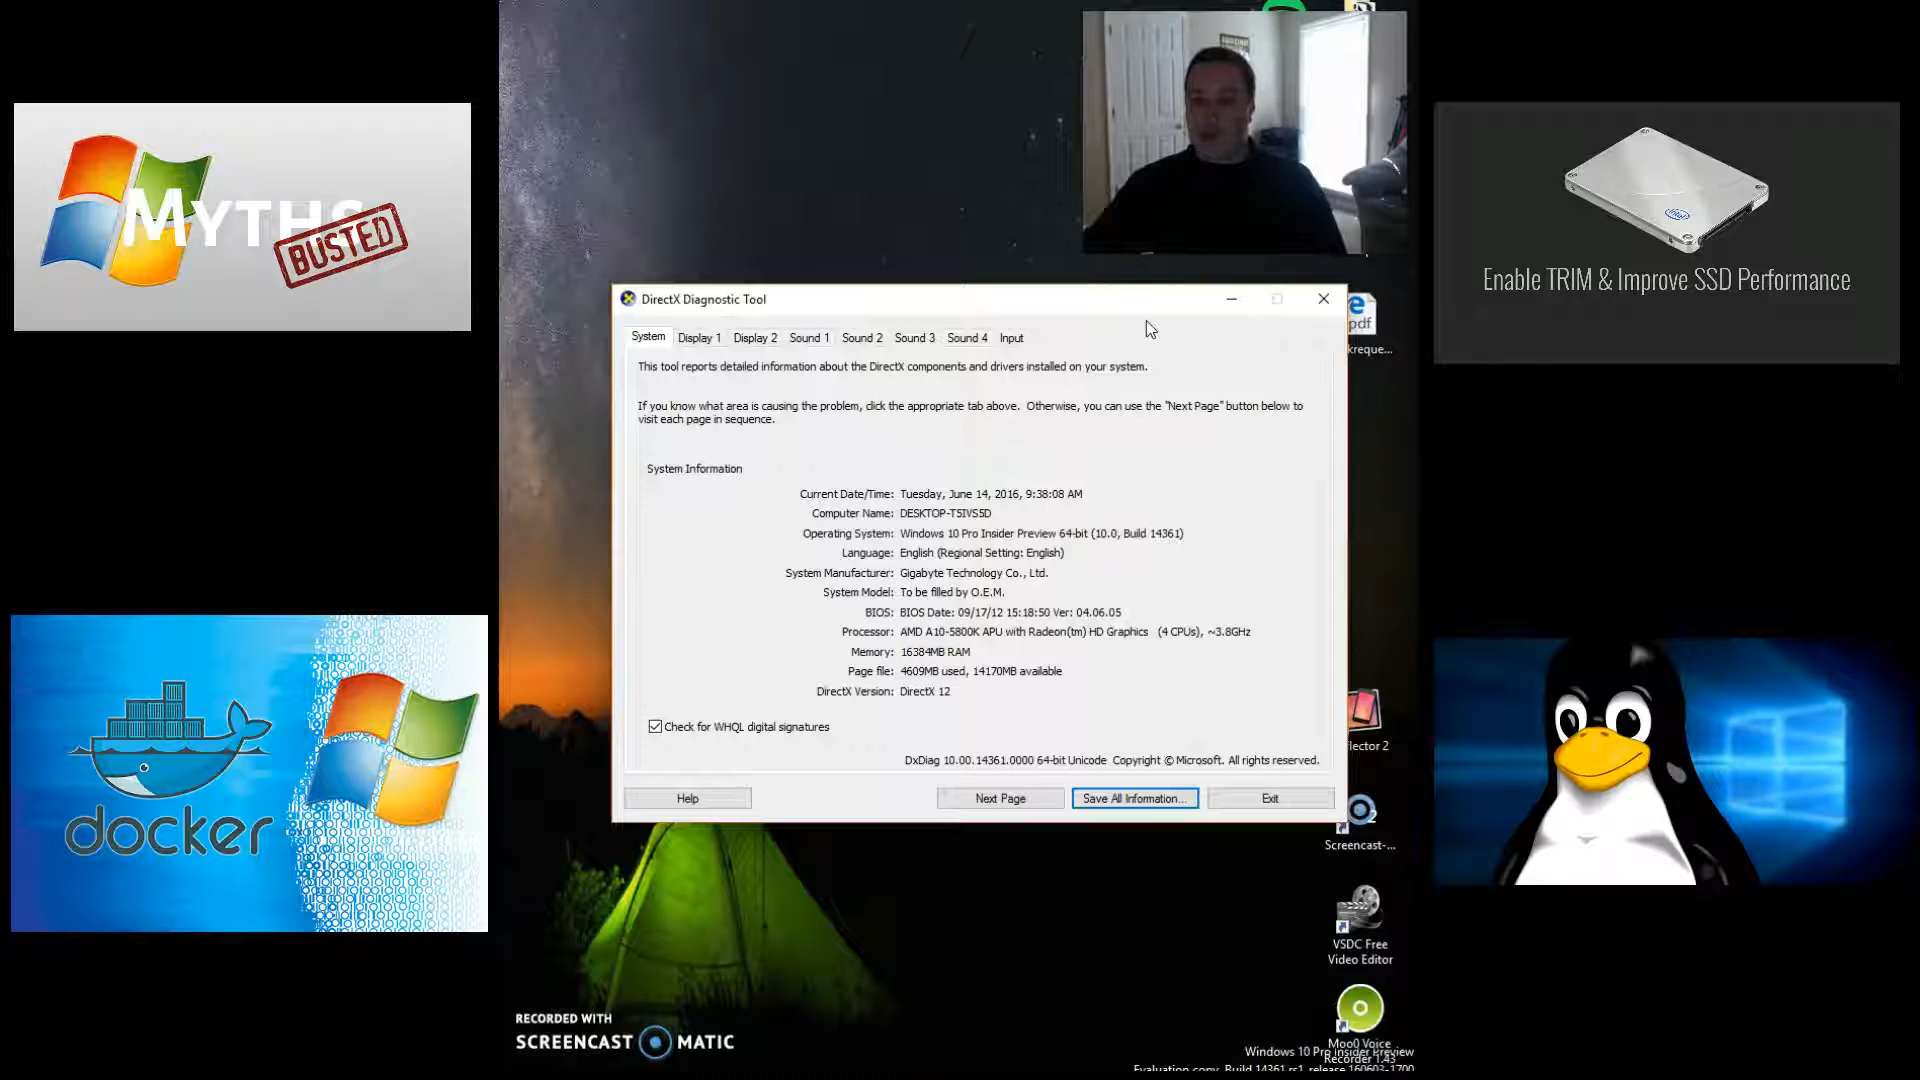 MYTHS
BUSTED
docker
RECORDED WITH
SCREENCAST MATIC
DirectX Diagnostic Tool
System Display 1 Display 2 Sound 1 Sound 2 Sound 3 Sound 4 Input
This tool reports detailed information about the DirectX components and drivers installed on your system.
If you know what area is causing the problem, click the appropriate tab above. Otherwise, you can use the "Next Page" button below to
visit each page in sequence.
System Information
Current Date/Time: Tuesday, June 14, 2016, 9:38:08 AM
Computer Name: DESKTOP-T5IVS5D
Operating System: Windows 10 Pro Insider Preview 64-bit (10.0, Build 14361)
Language: English (Regional Setting: English)
System Manufacturer: Gigabyte Technology Co., Ltd.
System Model: To be filled by O.E.M.
BIOS: BIOS Date: 09/17/12 15:18:50 Ver: 04.06.05
Processor: AMD A10-5800K APU with Radeon(tm) HD Graphics (4 CPUs), ~3.8GHz
Memory: 16384MB RAM
Page file: 4609MB used, 14170MB available
DirectX Version: DirectX 12
Check for WHQL digital signatures
DxDiag 10.00.14361.0000 64-bit Unicode Copyright © Microsoft. All rights reserved.
Help Next Page Save All Information... Exit
pdf
kreque...
flector 2
Screencast-...
VSDC Free
Video Editor
Moo0 Voice
Recorder 1.43
Windows 10 Pro Insider Preview
Evaluation copy. Build 14361.rs1_release.160603-1700
intel
Enable TRIM & Improve SSD Performance